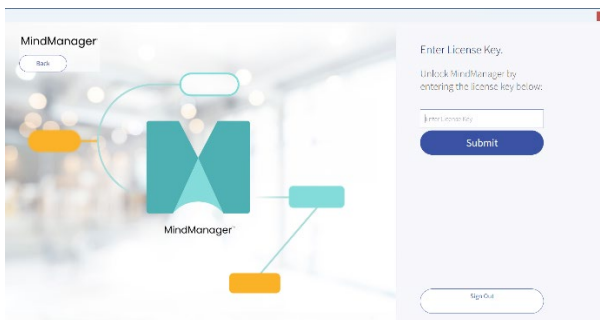 MindManager
Back
MindManager
Enter License Key.
Unlock MindManager by
entering the license key below:
Enter License Key
Submit
Sign Out